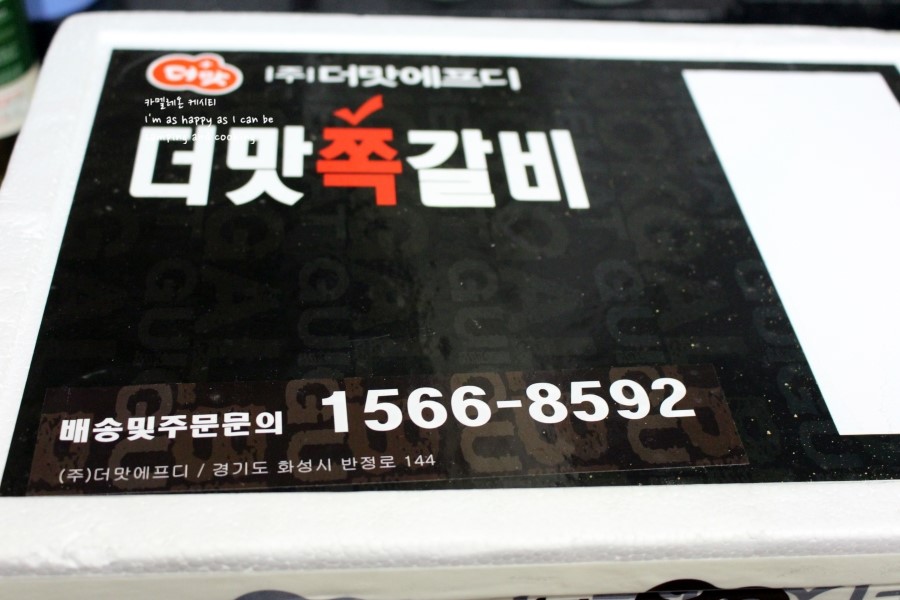 더맛 (주)더맛에프디
카멜레온 케시티
I'm as happy as I can be
더맛쪽갈비
배송및주문문의 1566-8592
(주)더맛에프디 / 경기도 화성시 반정로 144